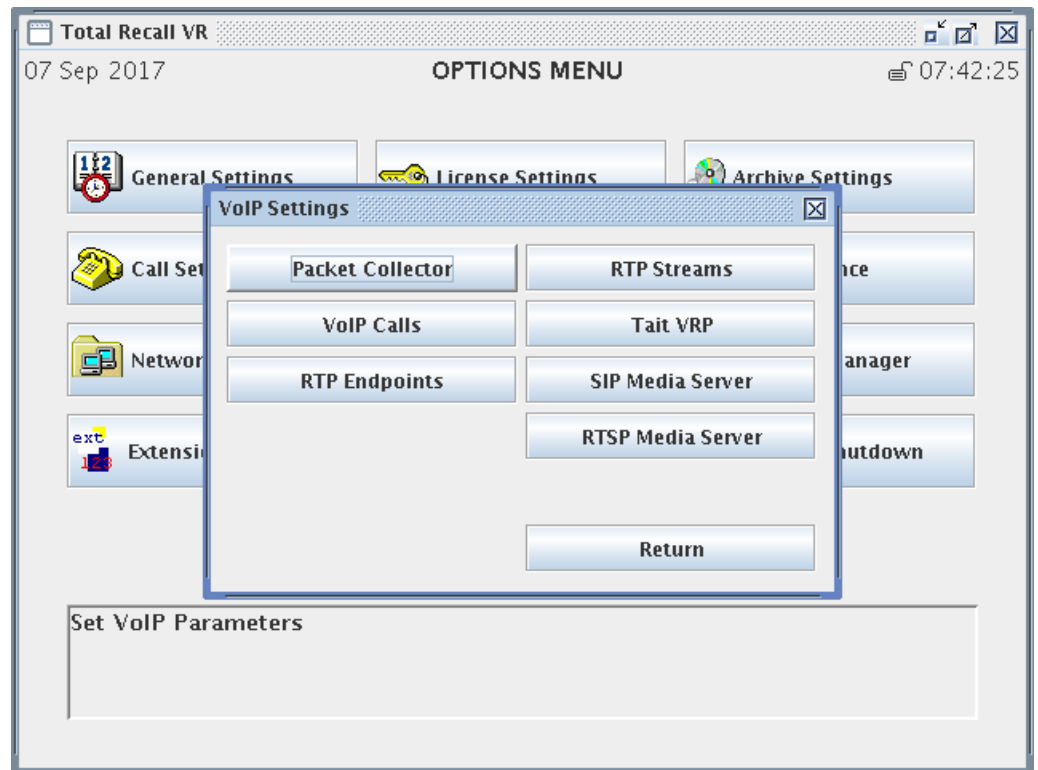 Total Recall VR
07 Sep 2017 OPTIONS MENU 07:42:25
General Settings License Settings Archive Settings
VoIP Settings
Call Set
Packet Collector RTP Streams
nce
VoIP Calls Tait VRP
Networ
RTP Endpoints SIP Media Server
anager
ext
123
Extensi
RTSP Media Server
utdown
Return
Set VoIP Parameters